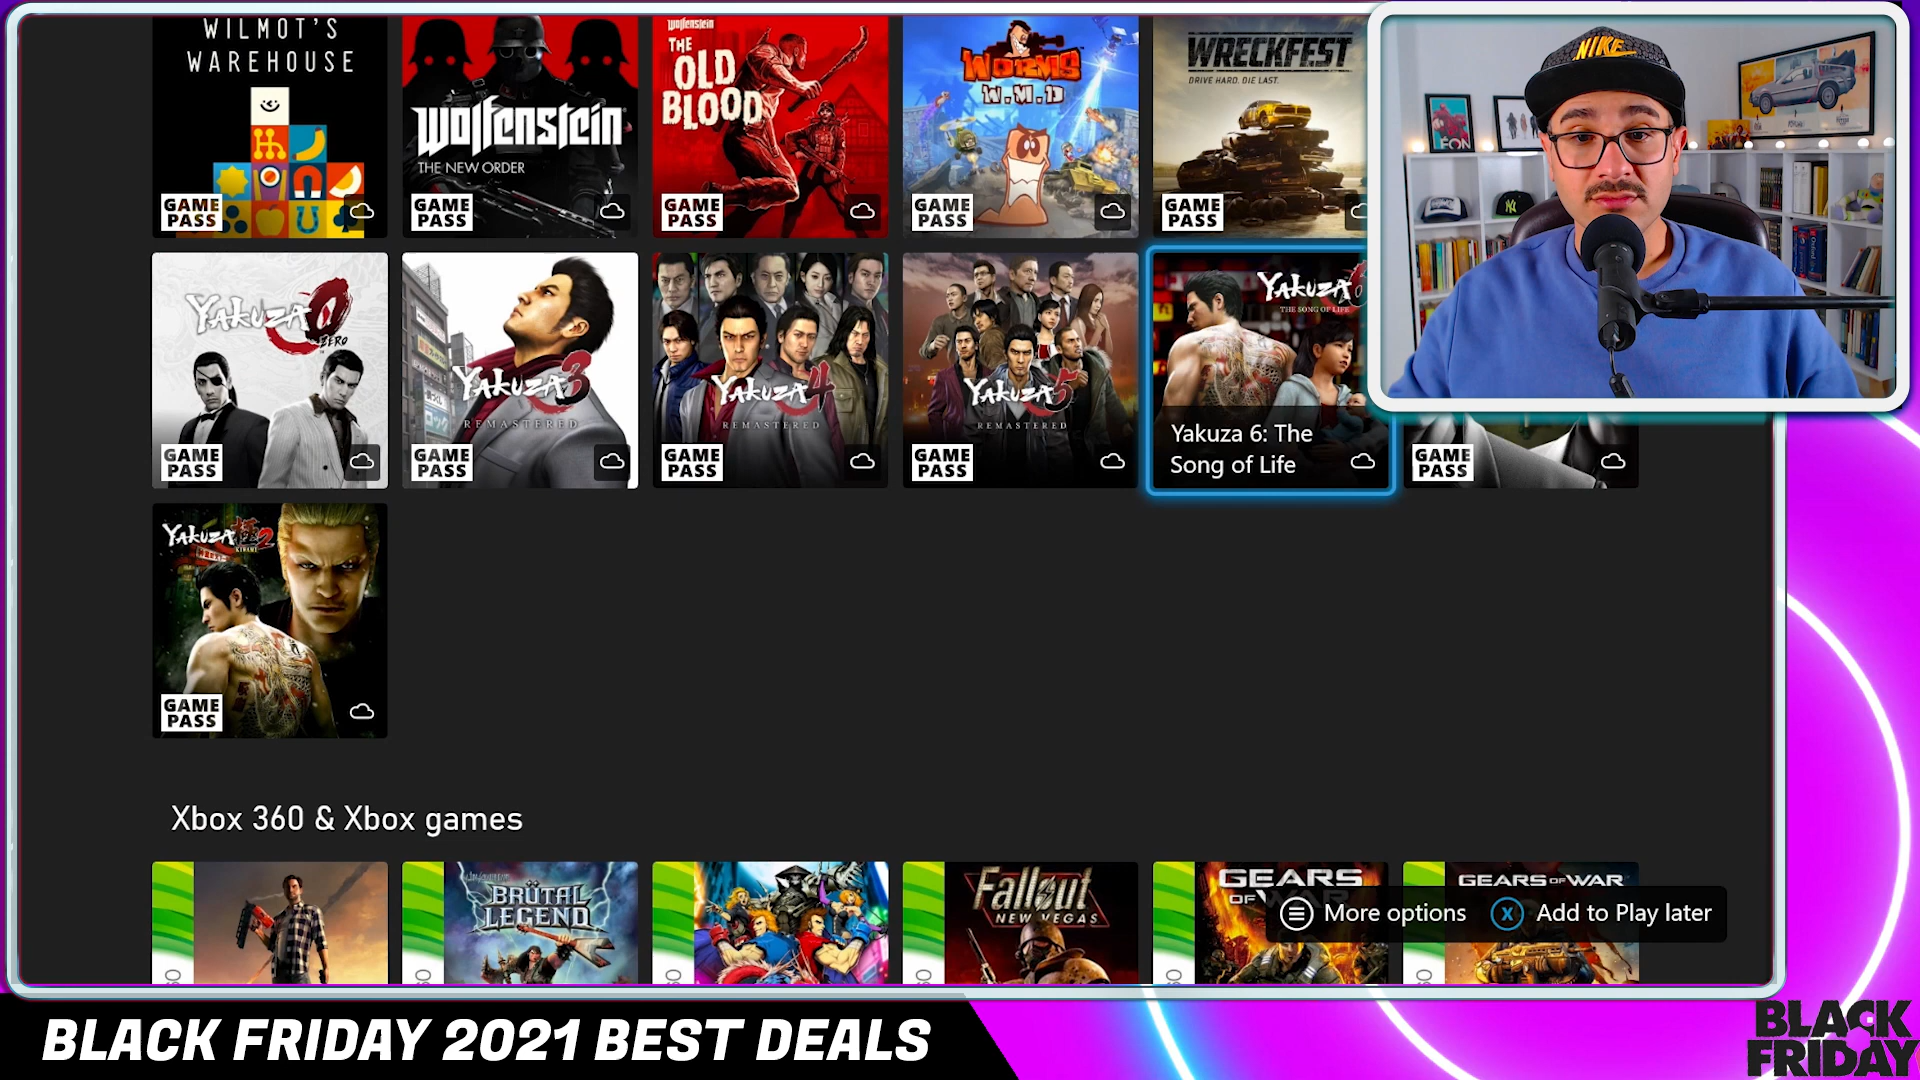 WILMOT'S
WAREHOUSE
GAME
PASS
Wolfenstein
THE NEW ORDER
GAME
PASS
Wolfenstein
THE
OLD
BLOOD
GAME
PASS
WORMS
W.M.D
GAME
PASS
WRECKFEST
DRIVE HARD. DIE LAST.
GAME
PASS
NIKE
YAKUZA 0
ZERO
GAME
PASS
YAKUZA 3
REMASTERED
GAME
PASS
YAKUZA 4
REMASTERED
GAME
PASS
YAKUZA 5
REMASTERED
GAME
PASS
YAKUZA 6
THE SONG OF LIFE
Yakuza 6: The
Song of Life
GAME
PASS
YAKUZA 極2
KIWAMI
GAME
PASS
Xbox 360 & Xbox games
BRÜTAL
LEGEND
Fallout
NEW VEGAS
GEARS
OF WAR
GEARS OF WAR
More options
X
Add to Play later
BLACK FRIDAY 2021 BEST DEALS
BLACK
FRIDAY